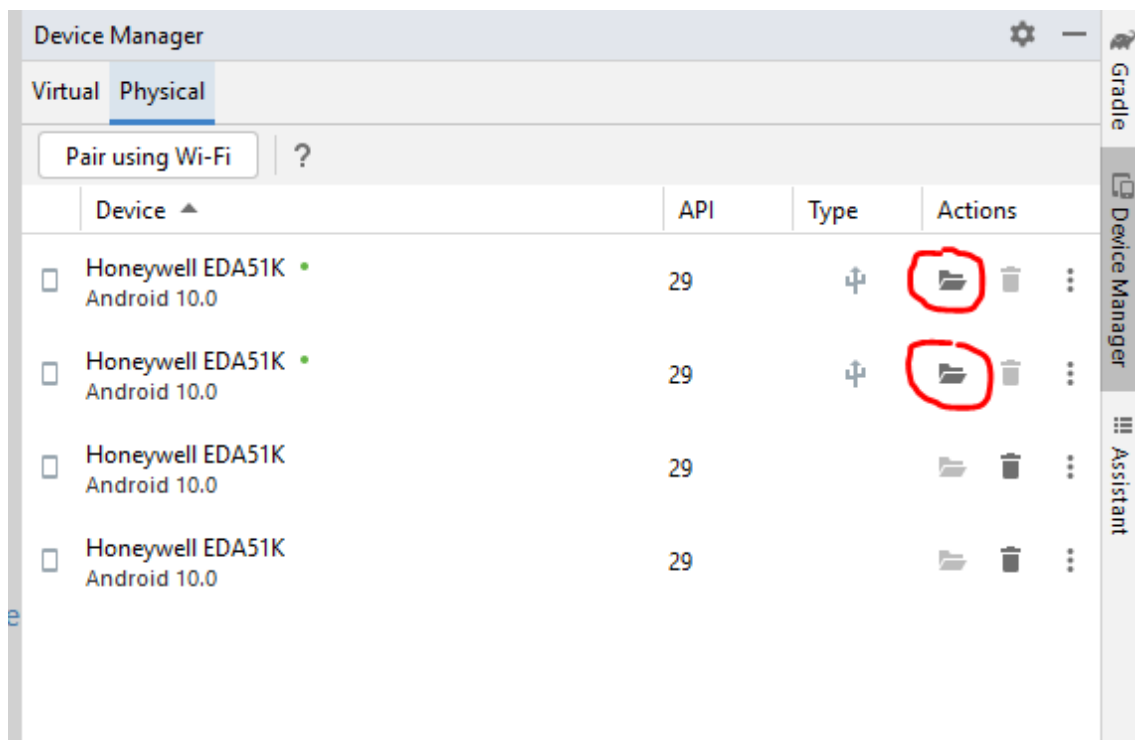 Device Manager
Virtual Physical
Pair using Wi-Fi ?
Device API Type Actions
Honeywell EDA51K 29
Android 10.0
Honeywell EDA51K 29
Android 10.0
Honeywell EDA51K 29
Android 10.0
Honeywell EDA51K 29
Android 10.0
e
Gradle
Device Manager
Assistant